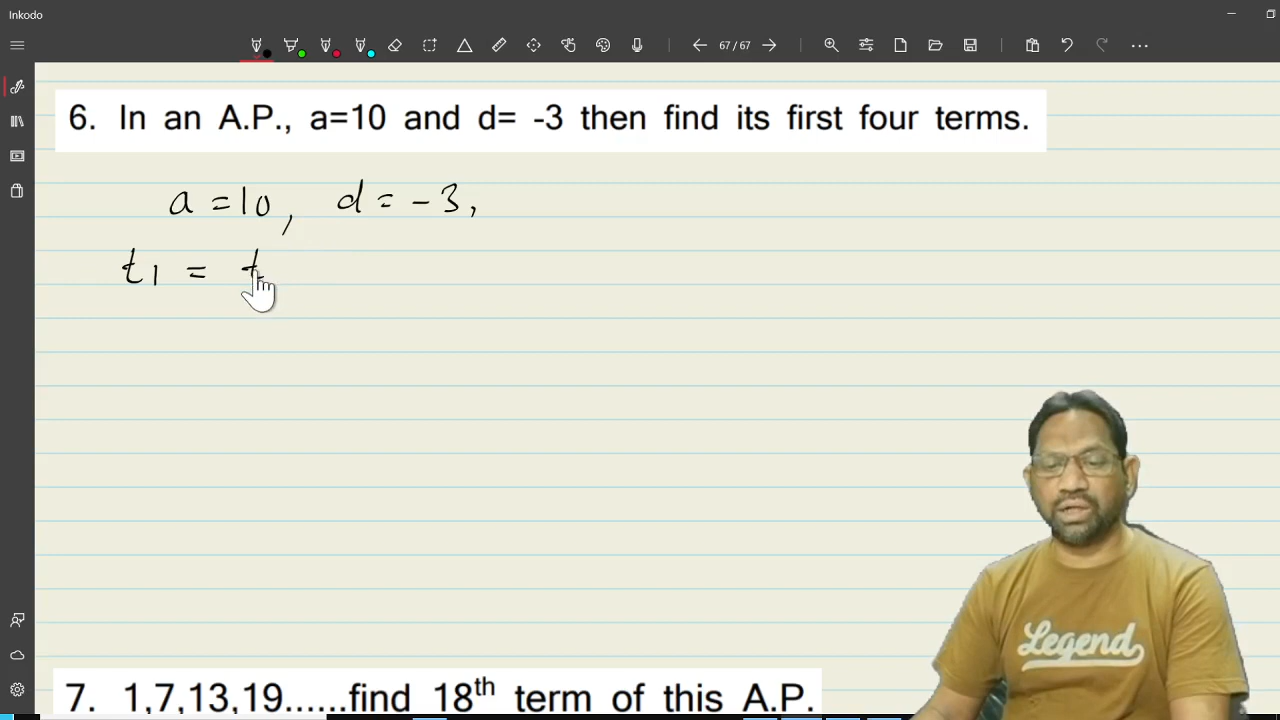 Inkodo
67 / 67
6. In an A.P., a=10 and d= -3 then find its first four terms.
a = 10, d = - 3,
t1 = t
Legend
7. 1,7,13,19......find 18th term of this A.P.